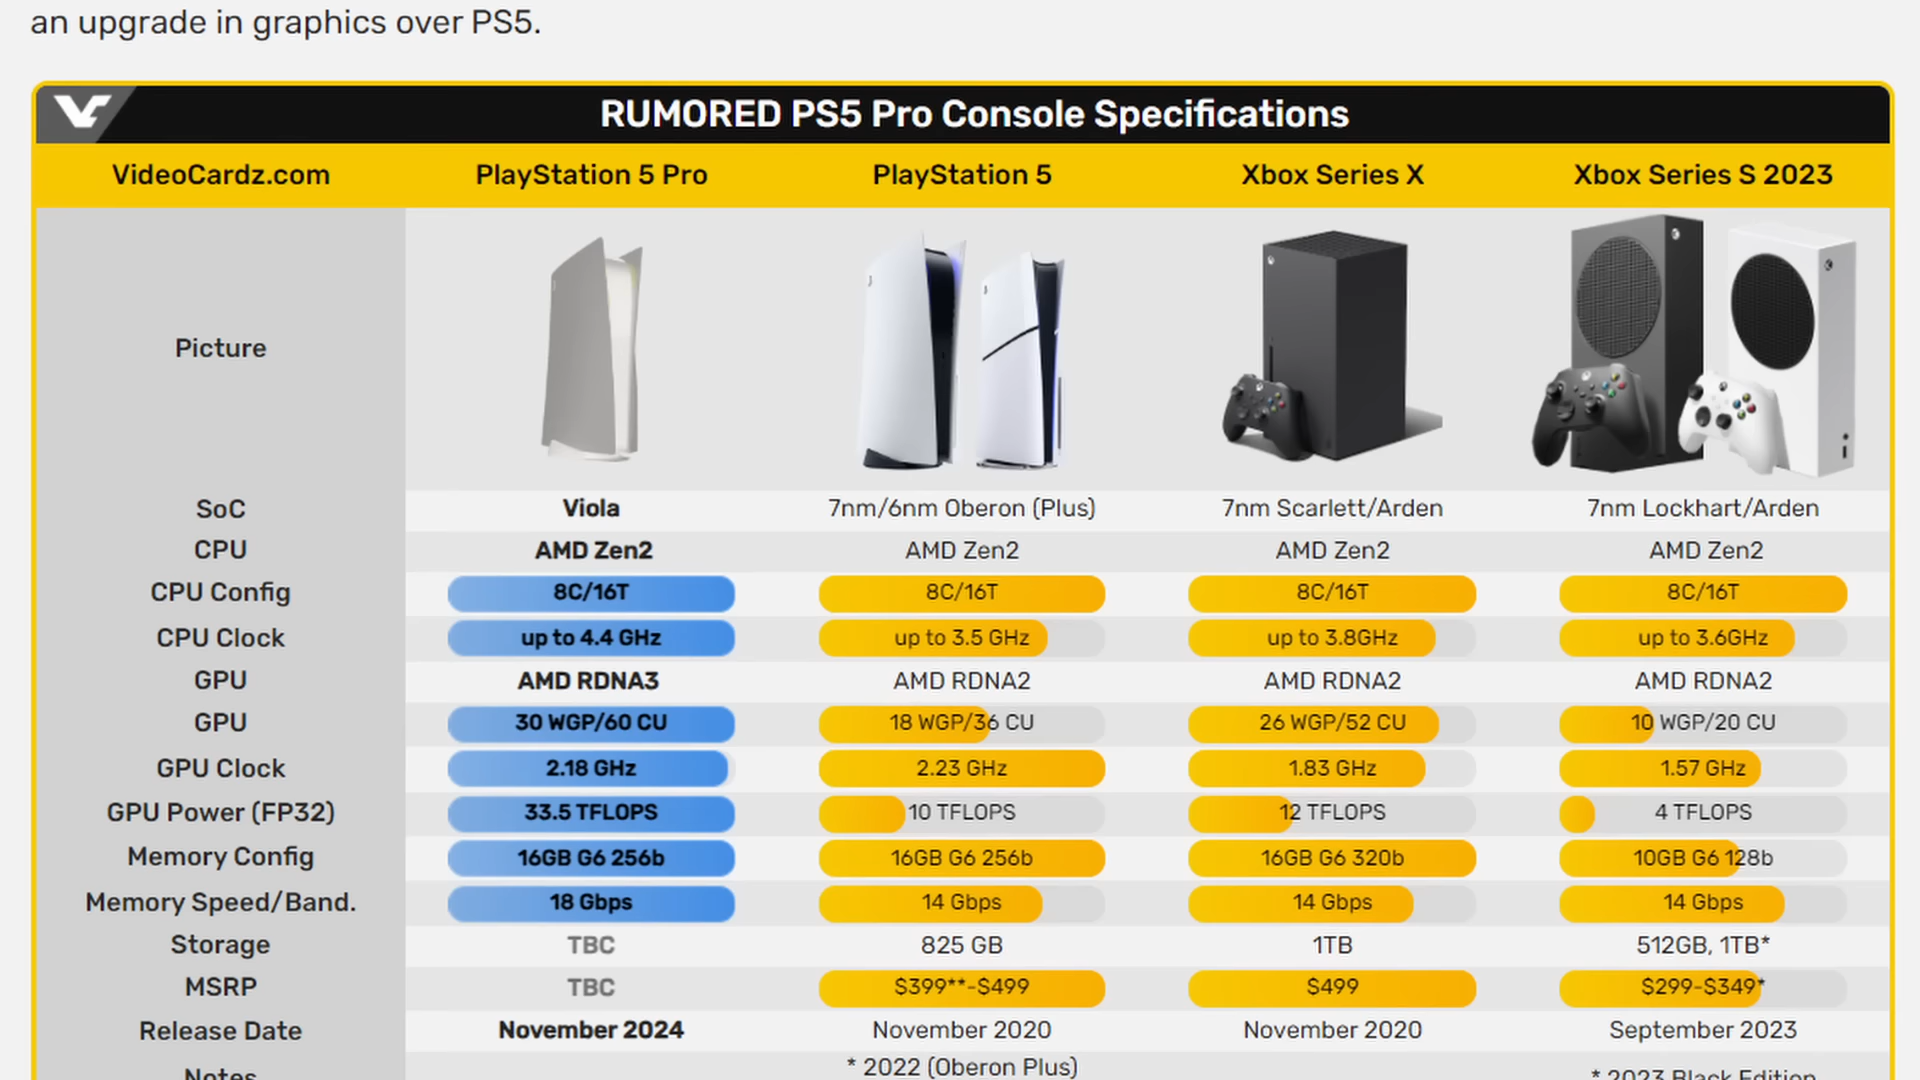 an upgrade in graphics over PS5.
RUMORED PS5 Pro Console Specifications
VideoCardz.com PlayStation 5 Pro PlayStation 5 Xbox Series X Xbox Series S 2023
Picture
SoC Viola 7nm/6nm Oberon (Plus) 7nm Scarlett/Arden 7nm Lockhart/Arden
CPU AMD Zen2 AMD Zen2 AMD Zen2 AMD Zen2
CPU Config 8C/16T 8C/16T 8C/16T 8C/16T
CPU Clock up to 4.4 GHz up to 3.5 GHz up to 3.8GHz up to 3.6GHz
GPU AMD RDNA3 AMD RDNA2 AMD RDNA2 AMD RDNA2
GPU 30 WGP/60 CU 18 WGP/36 CU 26 WGP/52 CU 10 WGP/20 CU
GPU Clock 2.18 GHz 2.23 GHz 1.83 GHz 1.57 GHz
GPU Power (FP32) 33.5 TFLOPS 10 TFLOPS 12 TFLOPS 4 TFLOPS
Memory Config 16GB G6 256b 16GB G6 256b 16GB G6 320b 10GB G6 128b
Memory Speed/Band. 18 Gbps 14 Gbps 14 Gbps 14 Gbps
Storage TBC 825 GB 1TB 512GB, 1TB*
MSRP TBC $399**-$499 $499 $299-$349*
Release Date November 2024 November 2020 November 2020 September 2023
* 2022 (Oberon Plus)
Notes * 2023 Black Edition